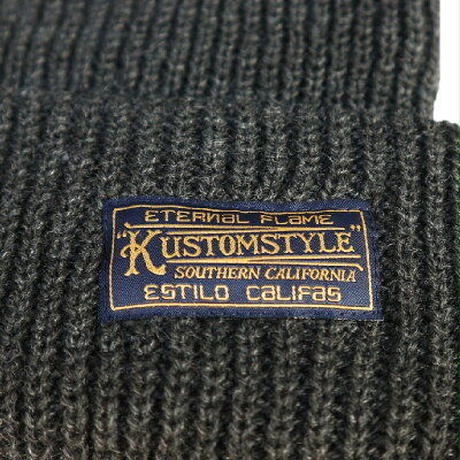 ETERNAL FLAME
"KUSTOMSTYLE"
SOUTHERN CALIFORNIA
ESTILO CALIFAS